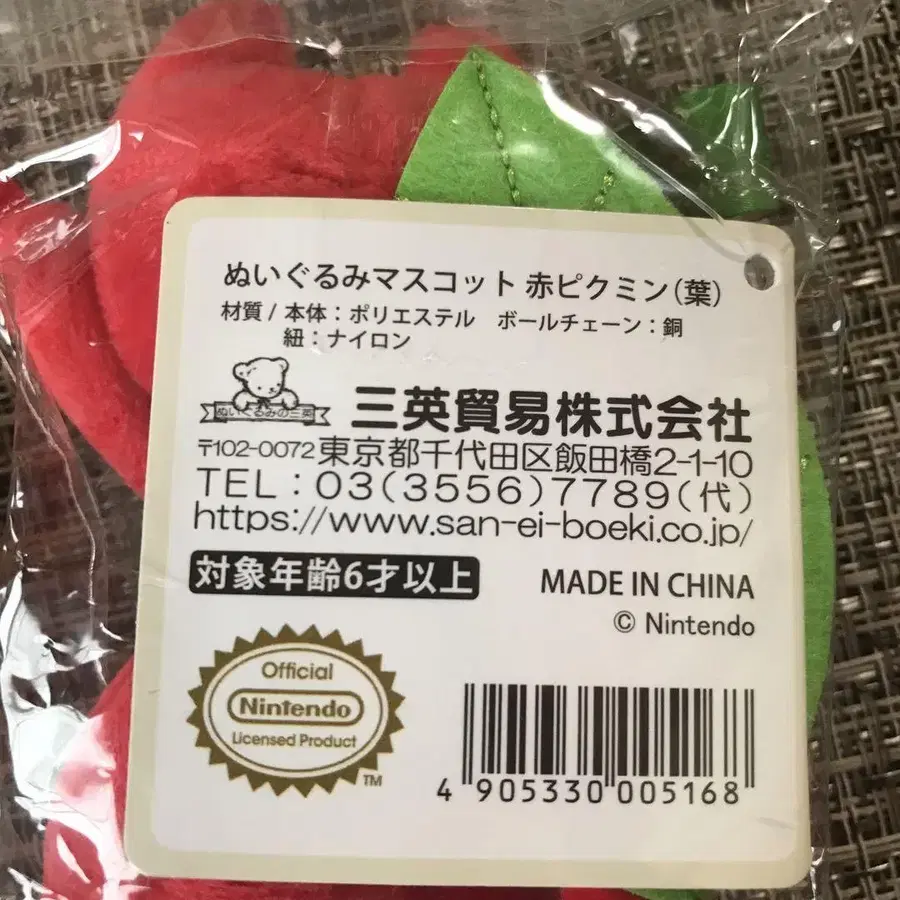 ぬいぐるみマスコット 赤ピクミン(葉)
材質/本体:ポリエステル ボールチェーン:銅
紐:ナイロン
ぬいぐるみの三英
三英貿易株式会社
〒102-0072東京都千代田区飯田橋2-1-10
TEL:03(3556)7789(代)
https://www.san-ei-boeki.co.jp/
対象年齢6才以上
MADE IN CHINA
© Nintendo
Official
Nintendo
Licensed Product
TM
4 905330 005168